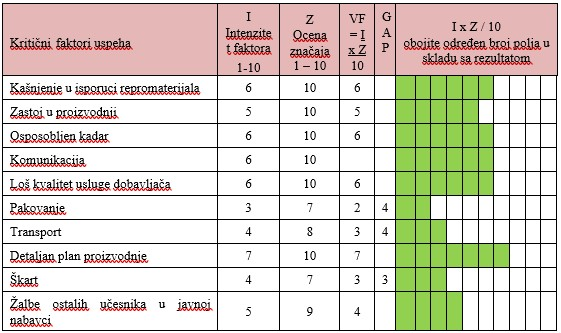 Kritični faktori uspeha
I
Intenzite
t faktora
1-10
Z
Ocena
značaja
1 – 10
VF
= I
x Z
10
G
A
P
I x Z / 10
obojite određen broj polja u
skladu sa rezultatom
Kašnjenje u isporuci repromaterijala 6 10 6
Zastoj u proizvodnji 5 10 5
Osposobljen kadar 6 10 6
Komunikacija 6 10
Loš kvalitet usluge dobavljača 6 10 6
Pakovanje 3 7 2 4
Transport 4 8 3 4
Detaljan plan proizvodnje 7 10 7
Škart 4 7 3 3
Žalbe ostalih učesnika u javnoj
nabavci 5 9 4